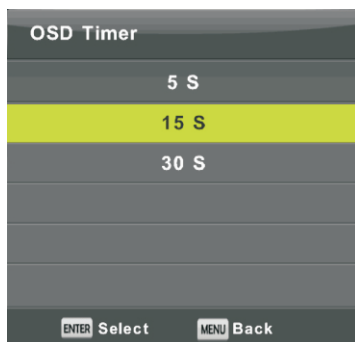 OSD Timer
5 S
15 S
30 S
ENTER Select MENU Back